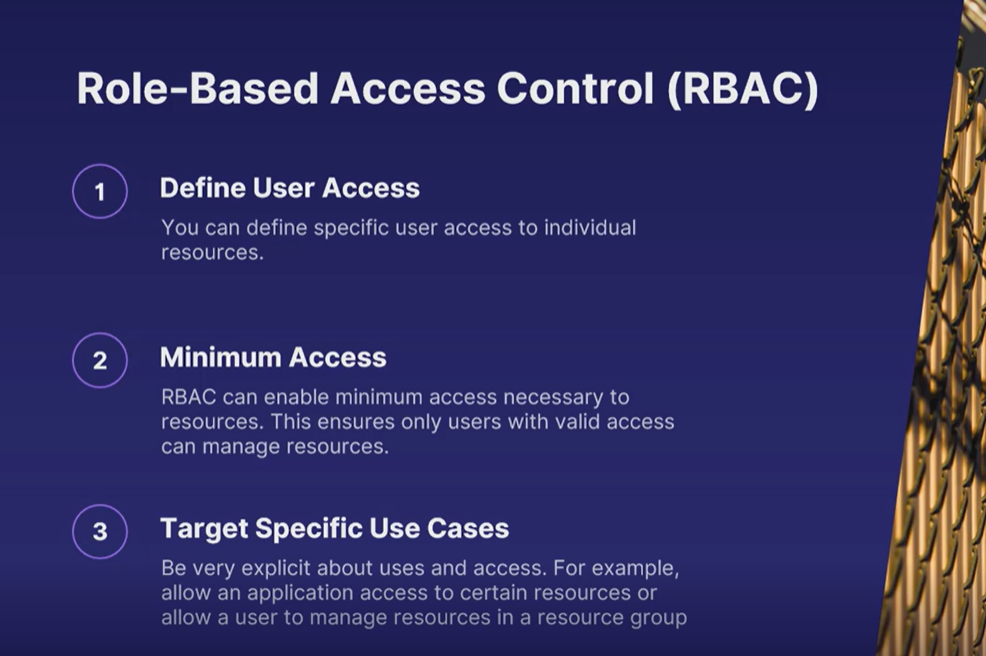 Role-Based Access Control (RBAC)
1
Define User Access
You can define specific user access to individual
resources.
2
Minimum Access
RBAC can enable minimum access necessary to
resources. This ensures only users with valid access
can manage resources.
3
Target Specific Use Cases
Be very explicit about uses and access. For example,
allow an application access to certain resources or
allow a user to manage resources in a resource group